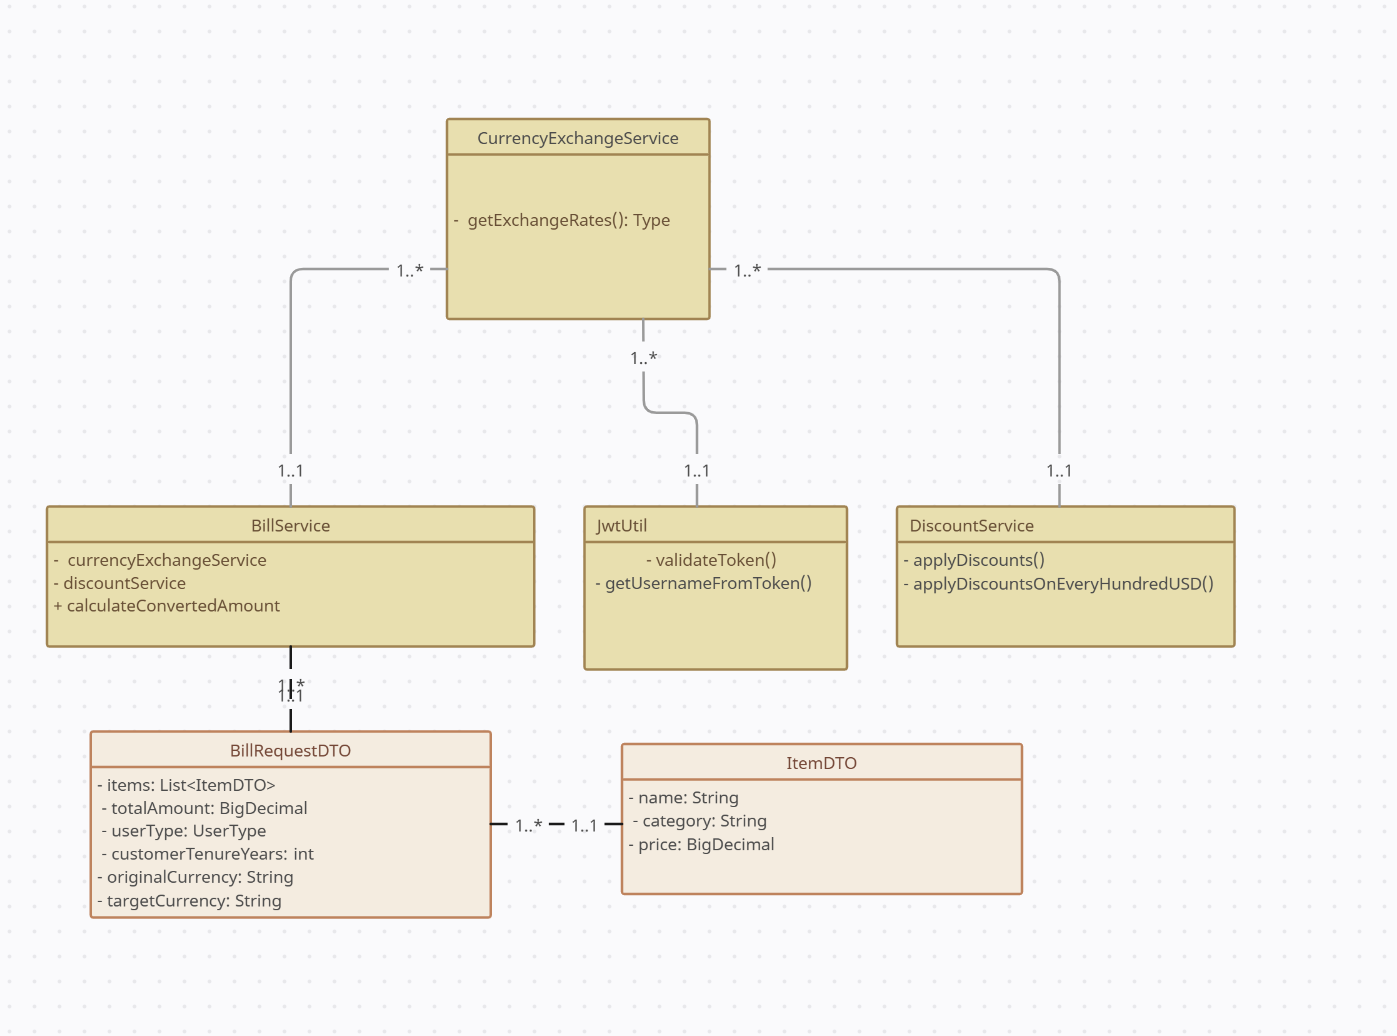 CurrencyExchangeService
- getExchangeRates(): Type
1..*
1..*
1..*
1..1
1..1
1..1
BillService
- currencyExchangeService
- discountService
+ calculateConvertedAmount
JwtUtil
- validateToken()
- getUsernameFromToken()
DiscountService
- applyDiscounts()
- applyDiscountsOnEveryHundredUSD()
1..*
1..1
BillRequestDTO
- items: List<ItemDTO>
- totalAmount: BigDecimal
- userType: UserType
- customerTenureYears: int
- originalCurrency: String
- targetCurrency: String
1..*
1..1
ItemDTO
- name: String
- category: String
- price: BigDecimal